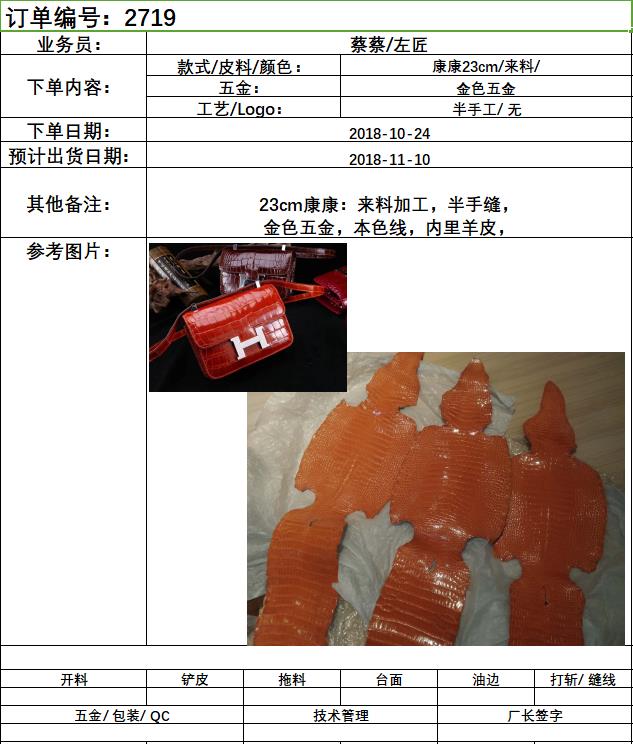 订单编号：2719
业务员： 蔡蔡/左匠
下单内容： 款式/皮料/颜色： 康康23cm/来料/
五金： 金色五金
工艺/Logo： 半手工/ 无
下单日期： 2018-10-24
预计出货日期： 2018-11-10
其他备注： 23cm康康：来料加工，半手缝，
金色五金，本色线，内里羊皮，
参考图片：
开料 铲皮 拖料 台面 油边 打斩/ 缝线
五金/ 包装/ QC 技术管理 厂长签字